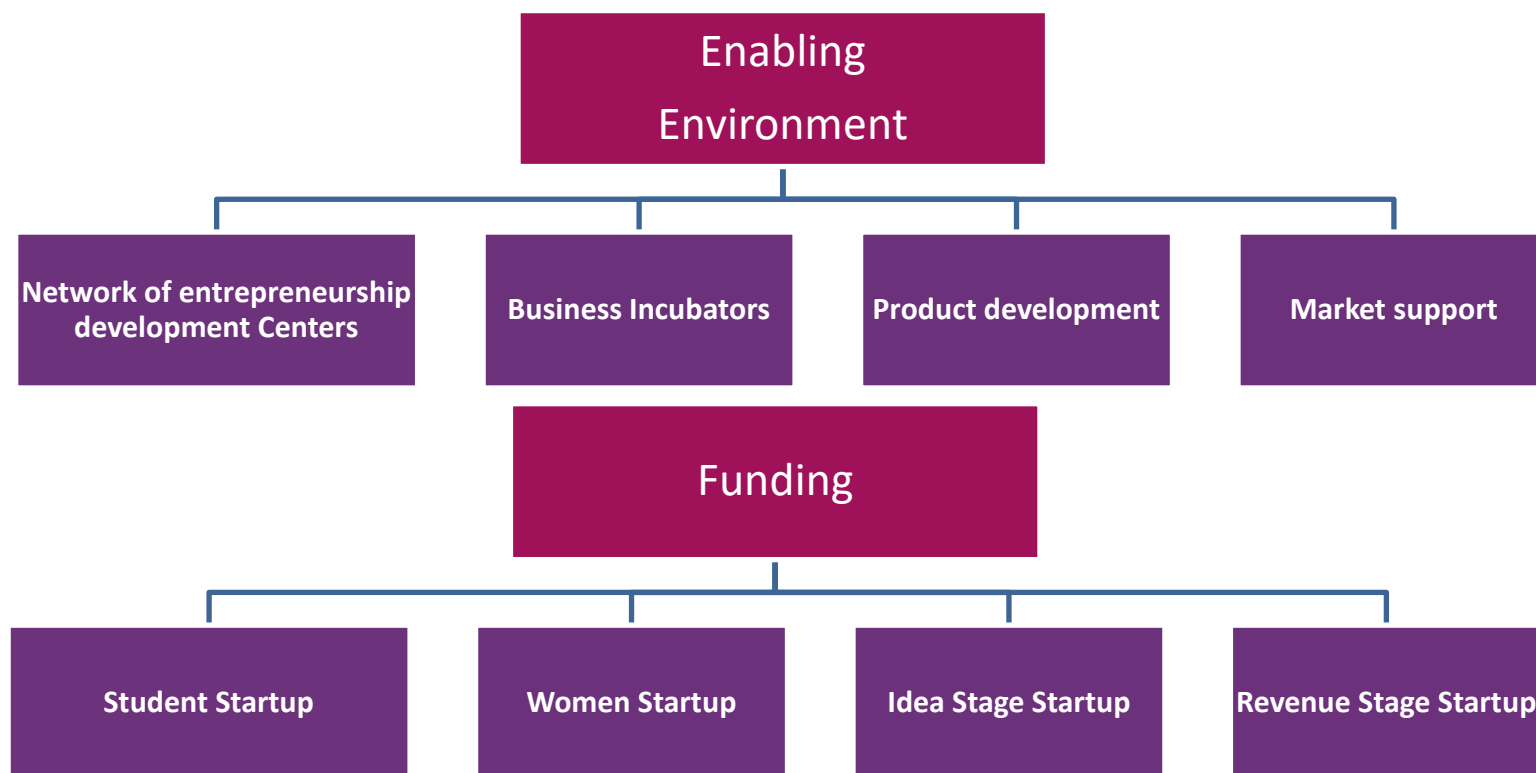 Enabling
Environment
Network of entrepreneurship
development Centers
Business Incubators
Product development
Market support
Funding
Student Startup
Women Startup
Idea Stage Startup
Revenue Stage Startup